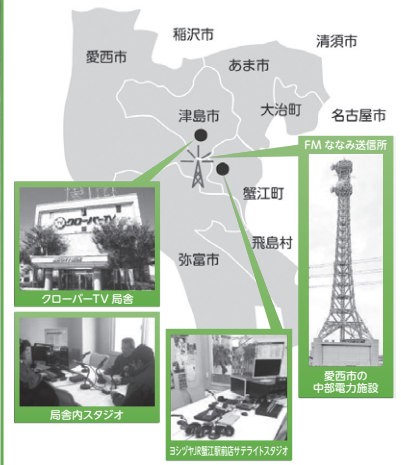 稲沢市
清須市
愛西市
あま市
津島市
大治町
名古屋市
FMななみ送信所
蟹江町
飛島村
弥富市
クローバーTV
クローバーTV 局舎
愛西市の
中部電力施設
局舎内スタジオ
ヨシヅヤJR蟹江駅前店サテライトスタジオ